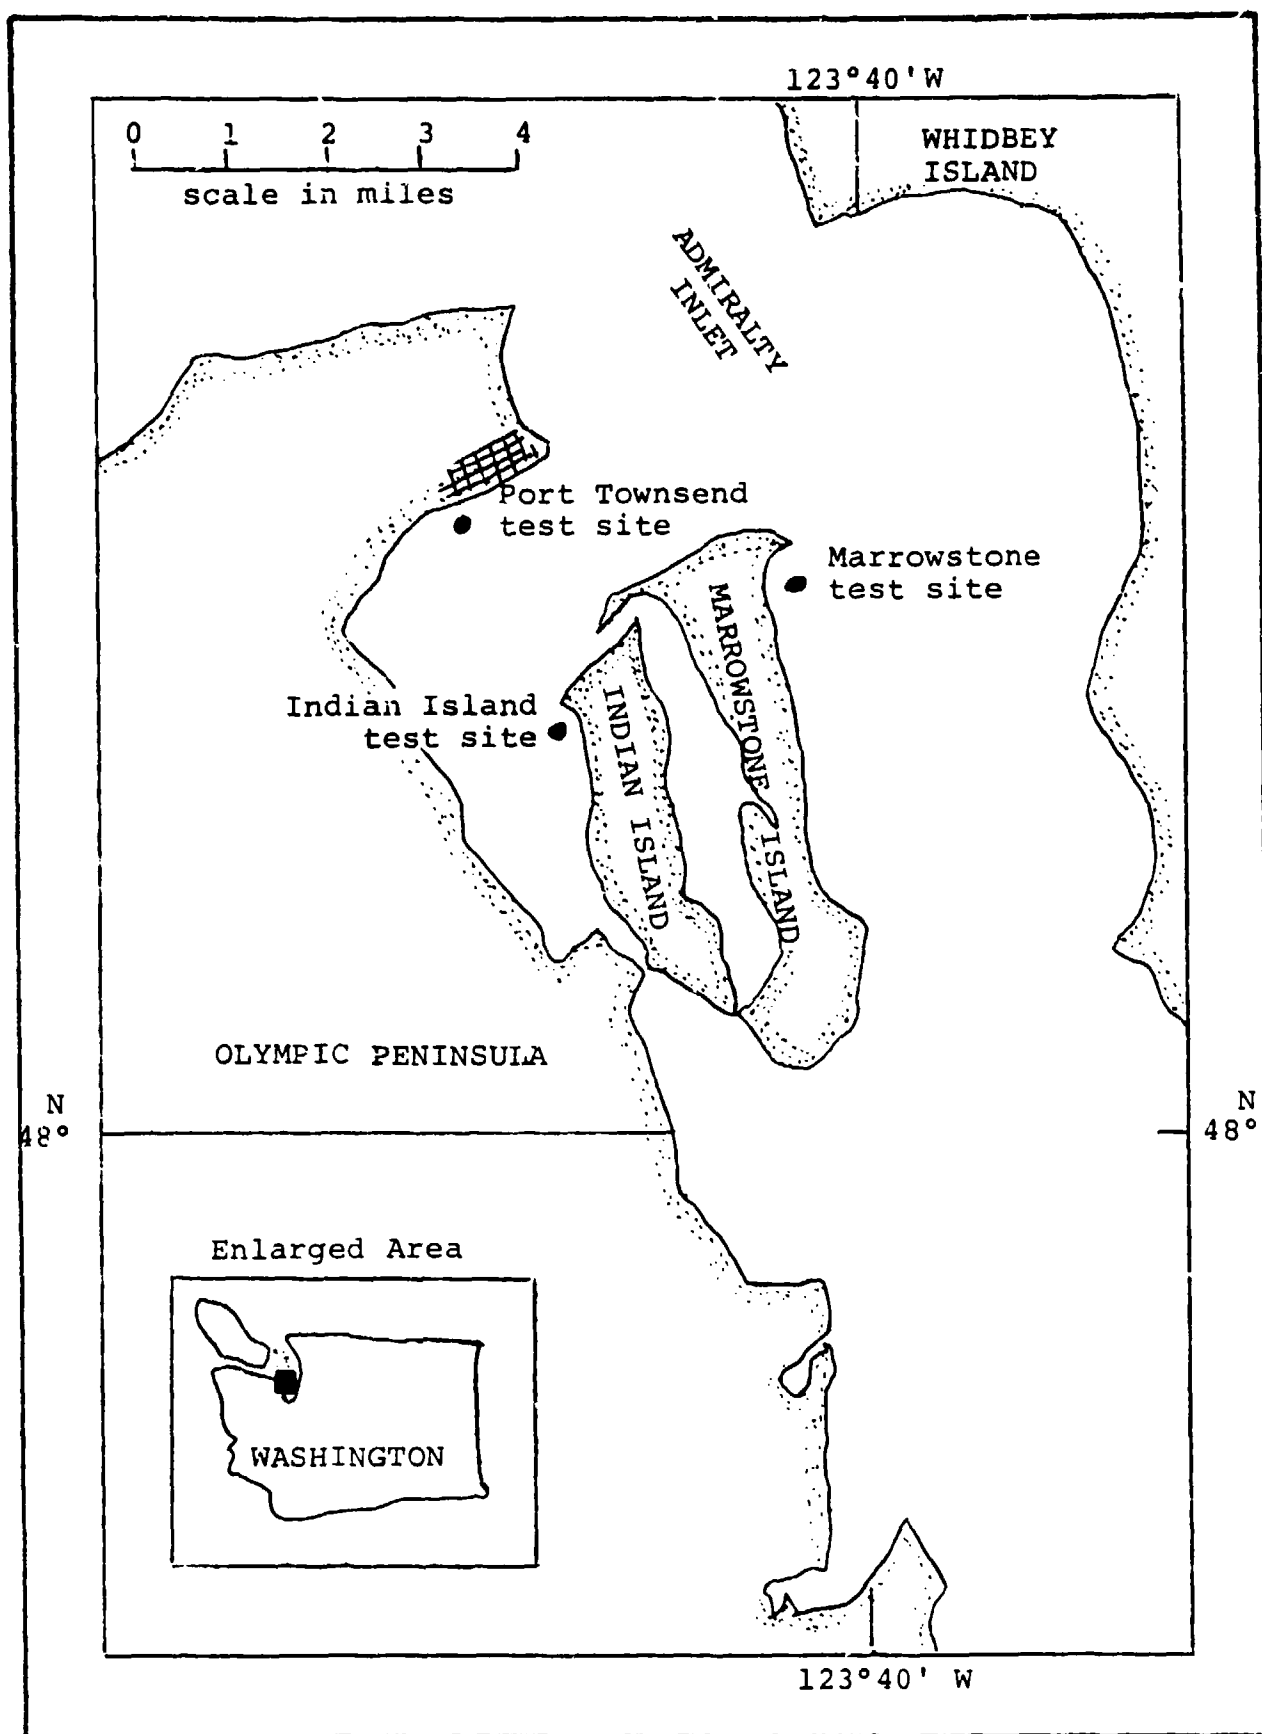 123°40'W
0 1 2 3 4
scale in miles
WHIDBEY
ISLAND
ADMIRALTY
INLET
Port Townsend
test site
Marrowstone
test site
MARROWSTONE ISLAND
Indian Island
test site
INDIAN ISLAND
OLYMPIC PENINSULA
N
48°
N
48°
Enlarged Area
WASHINGTON
123°40' W